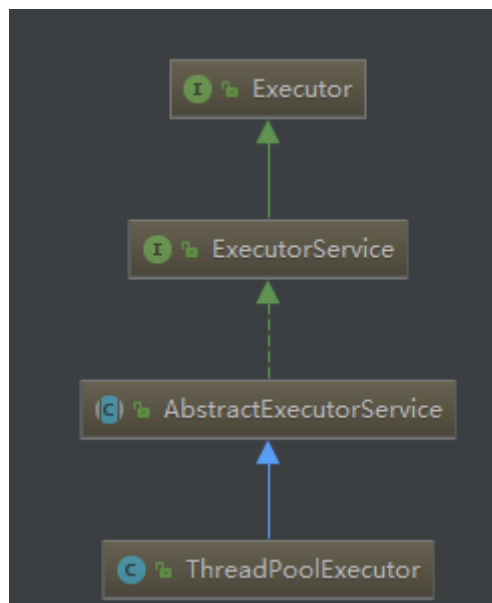 I Executor
I ExecutorService
C AbstractExecutorService
C ThreadPoolExecutor